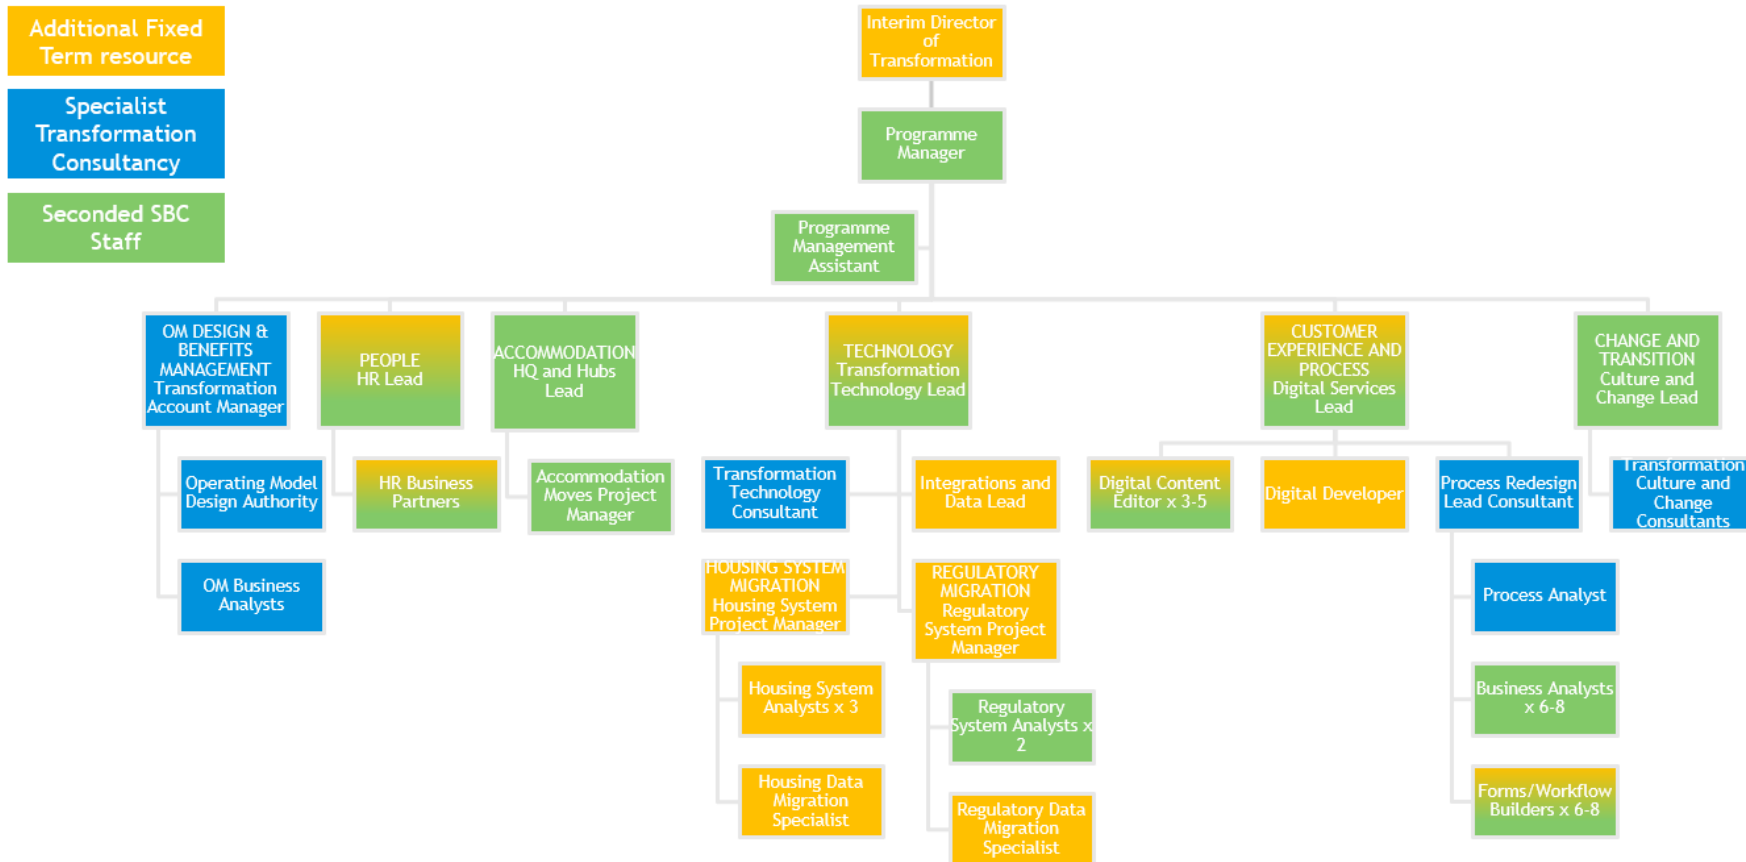 Additional Fixed
Term resource
Specialist
Transformation
Consultancy
Seconded SBC
Staff
Interim Director
of
Transformation
Programme
Manager
Programme
Management
Assistant
OM DESIGN &
BENEFITS
MANAGEMENT
Transformation
Account Manager
PEOPLE
HR Lead
ACCOMMODATION
HQ and Hubs
Lead
TECHNOLOGY
Transformation
Technology Lead
CUSTOMER
EXPERIENCE AND
PROCESS
Digital Services
Lead
CHANGE AND
TRANSITION
Culture and
Change Lead
Operating Model
Design Authority
OM Business
Analysts
HR Business
Partners
Accommodation
Moves Project
Manager
Transformation
Technology
Consultant
Integrations and
Data Lead
HOUSING SYSTEM
MIGRATION
Housing System
Project Manager
Housing System
Analysts x 3
Housing Data
Migration
Specialist
REGULATORY
MIGRATION
Regulatory
System Project
Manager
Regulatory
System Analysts x
2
Regulatory Data
Migration
Specialist
Digital Content
Editor x 3-5
Digital Developer
Process Redesign
Lead Consultant
Process Analyst
Business Analysts
x 6-8
Forms/Workflow
Builders x 6-8
Transformation
Culture and
Change
Consultants